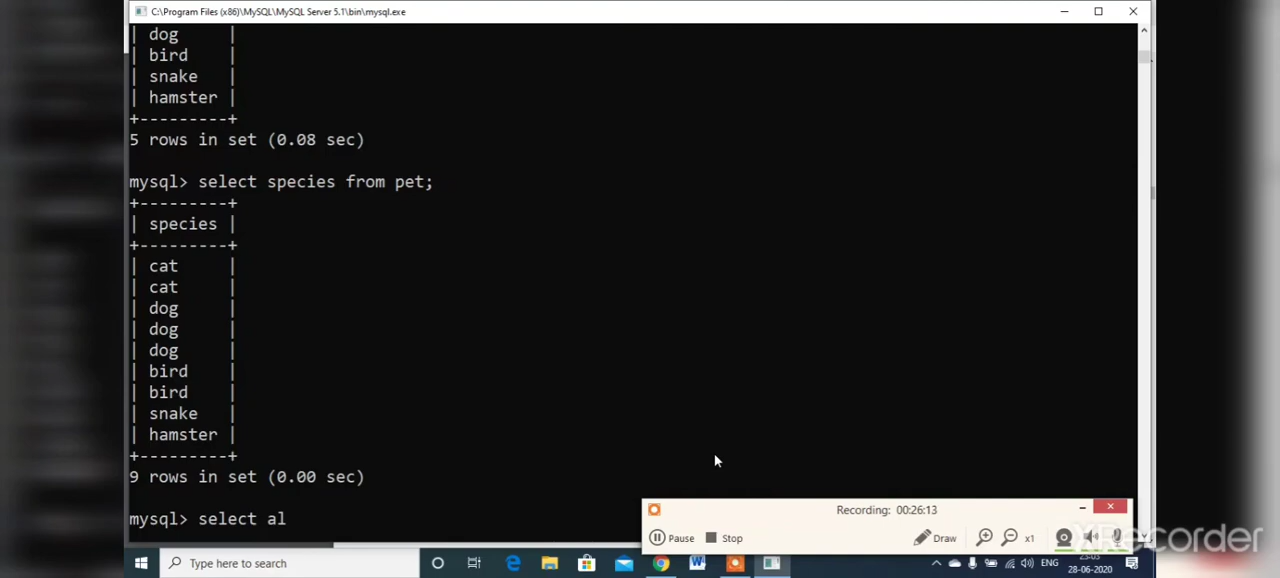 C:\Program Files (x86)\MySQL\MySQL Server 5.1\bin\mysql.exe
| dog |
| bird |
| snake |
| hamster |
+---------+
5 rows in set (0.08 sec)
mysql> select species from pet;
+---------+
| species |
+---------+
| cat |
| cat |
| dog |
| dog |
| dog |
| bird |
| bird |
| snake |
| hamster |
+---------+
9 rows in set (0.00 sec)
mysql> select al
Recording: 00:26:13
Pause Stop Draw x1
XRecorder
Type here to search
ENG
23:03
28-06-2020